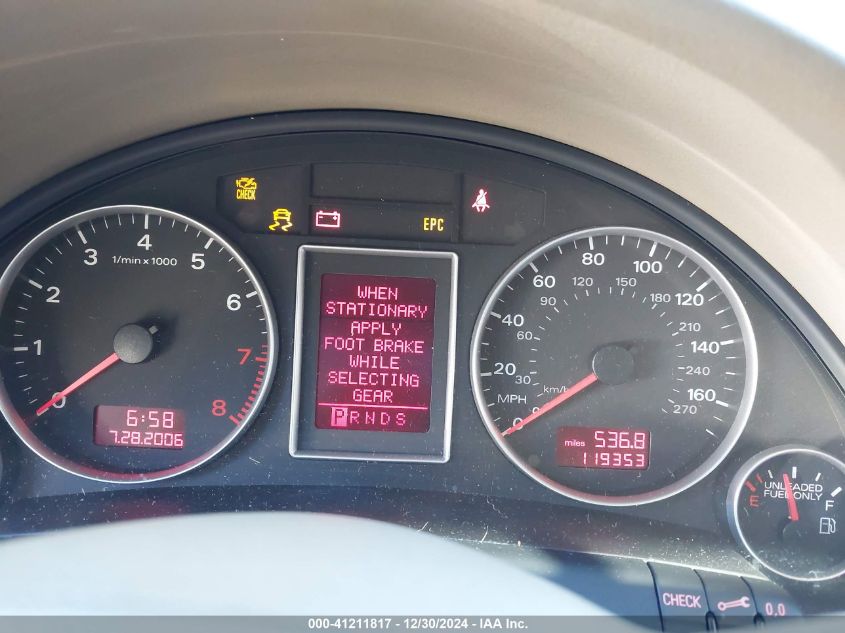 CHECK
EPC
1/min x 1000
0 1 2 3 4 5 6 7 8
6:58
7.28.2006
WHEN
STATIONARY
APPLY
FOOT BRAKE
WHILE
SELECTING
GEAR
P R N D S
0 20 40 60 80 100 120 140 160
30 60 90 120 150 180 210 240 270
MPH
km/h
miles 536.8
119353
UNLEADED
FUEL ONLY
E F
CHECK
0.0
000-41211817 - 12/30/2024 - IAA Inc.